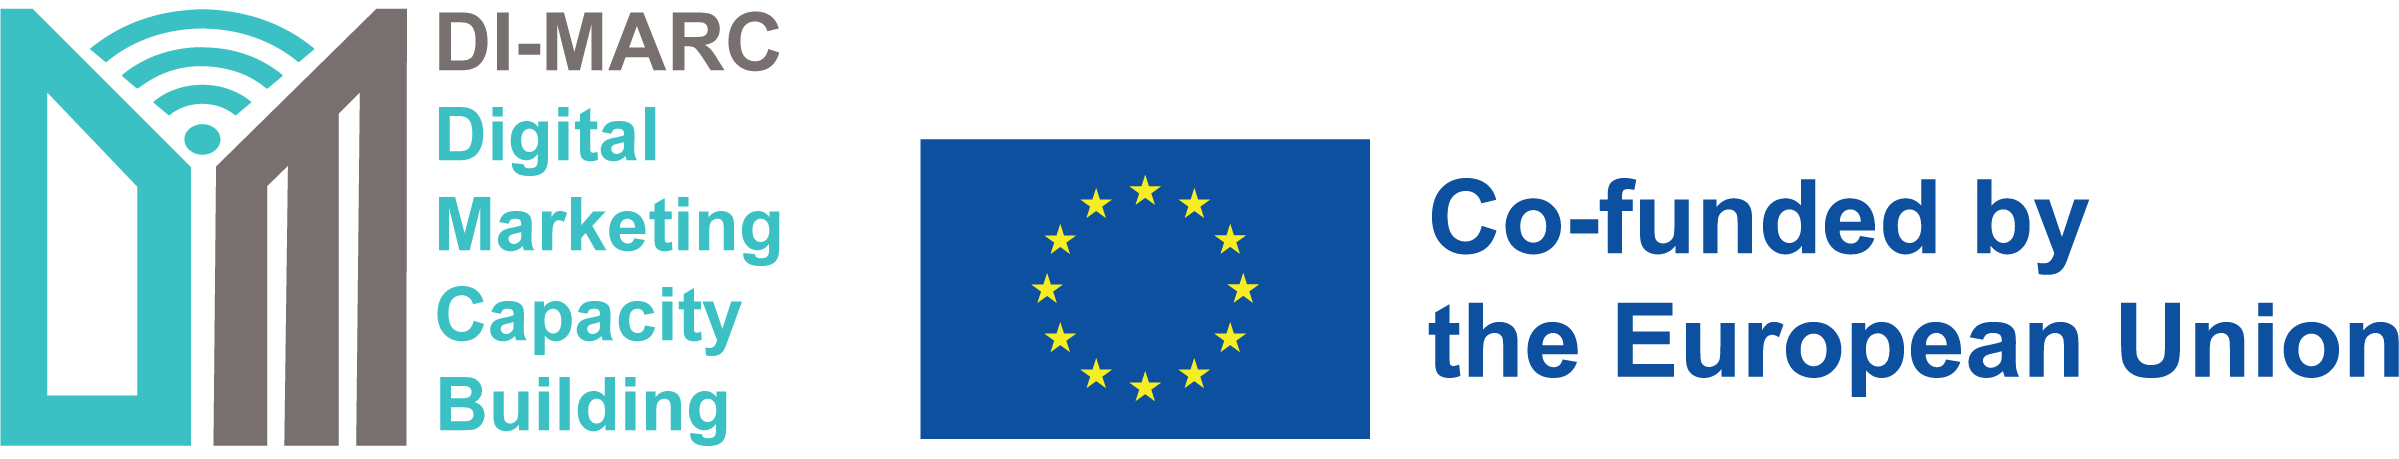 DI-MARC
Digital
Marketing
Capacity
Building
Co-funded by
the European Union